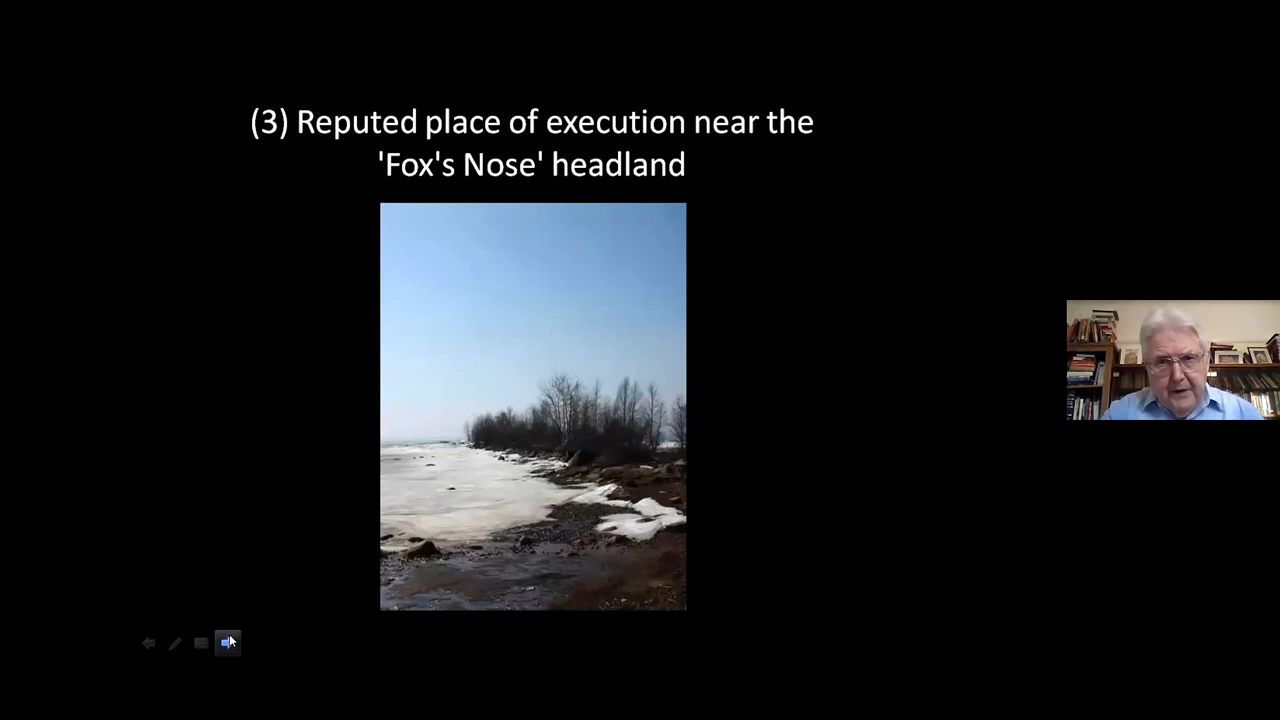 (3) Reputed place of execution near the
'Fox's Nose' headland